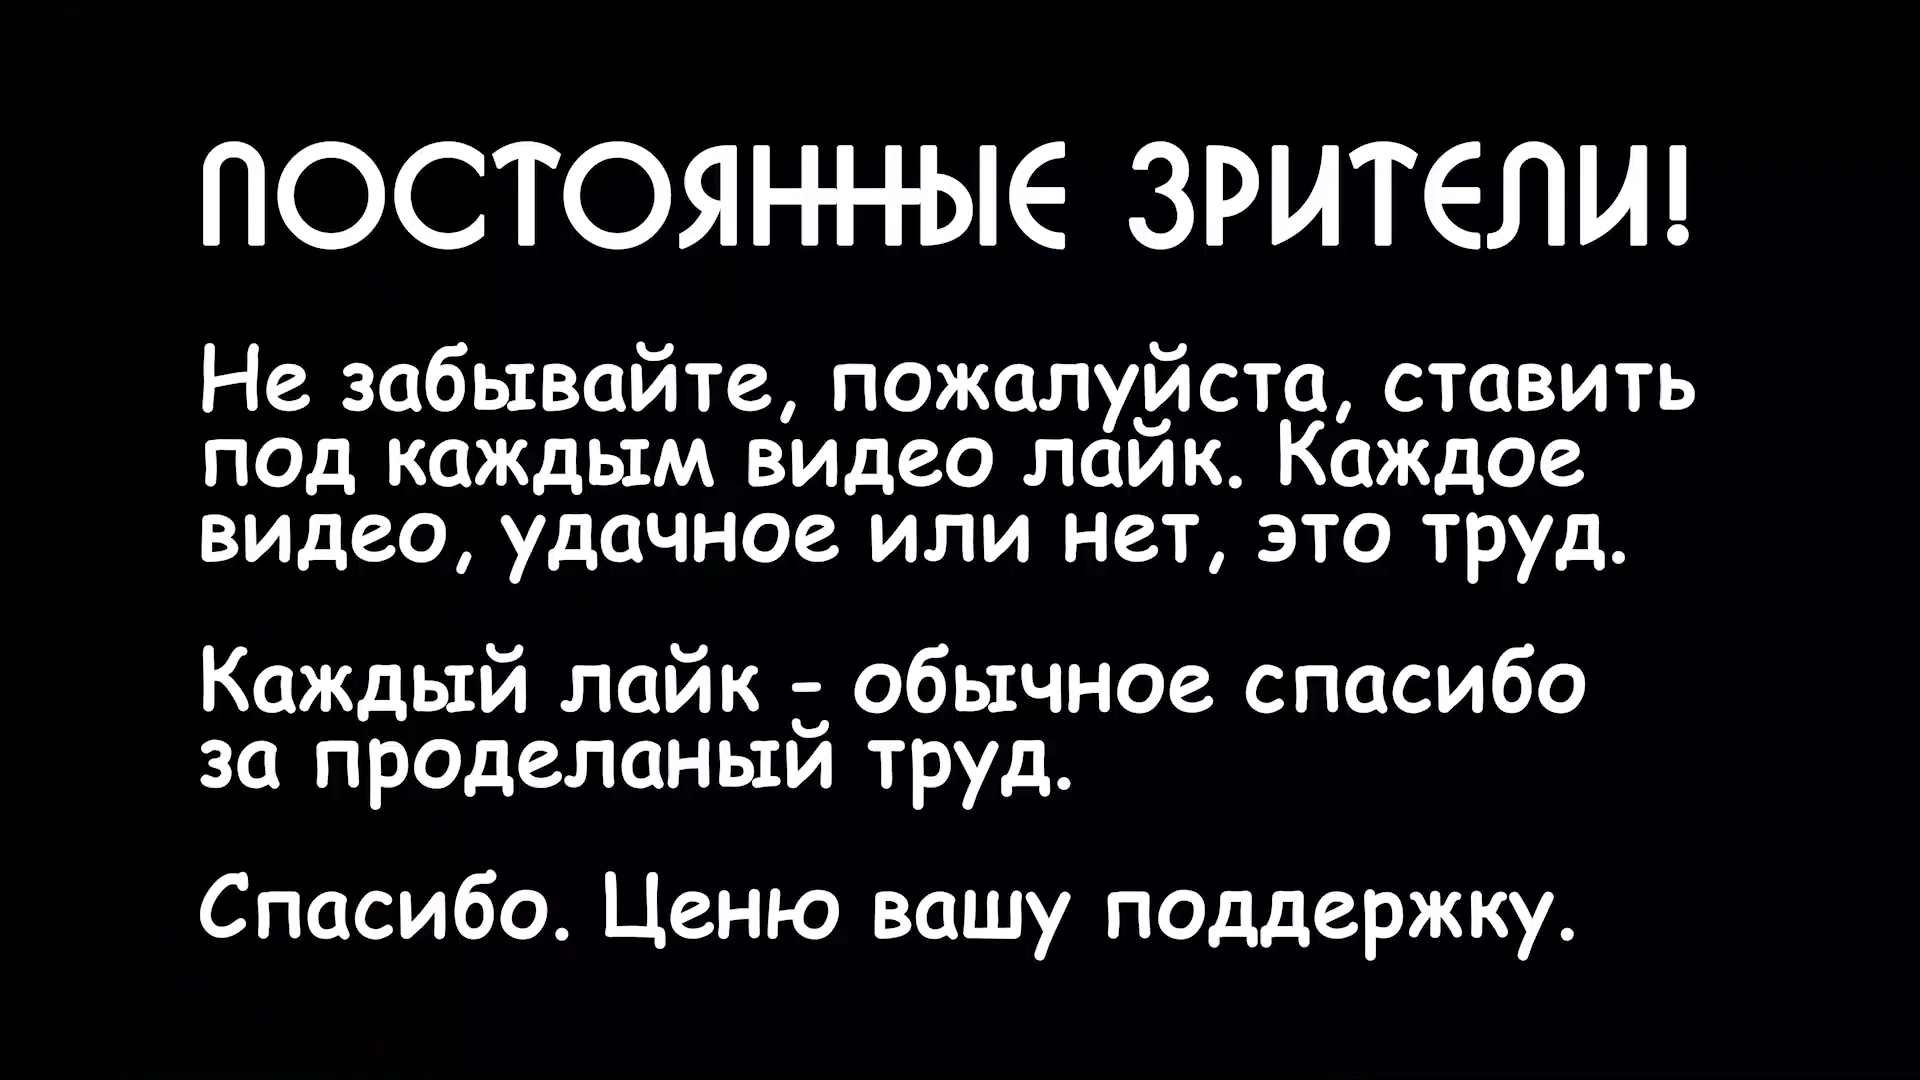 ПОСТОЯННЫЕ ЗРИТЕЛИ!
Не забывайте, пожалуйста, ставить
под каждым видео лайк. Каждое
видео, удачное или нет, это труд.
Каждый лайк - обычное спасибо
за проделаный труд.
Спасибо. Ценю вашу поддержку.